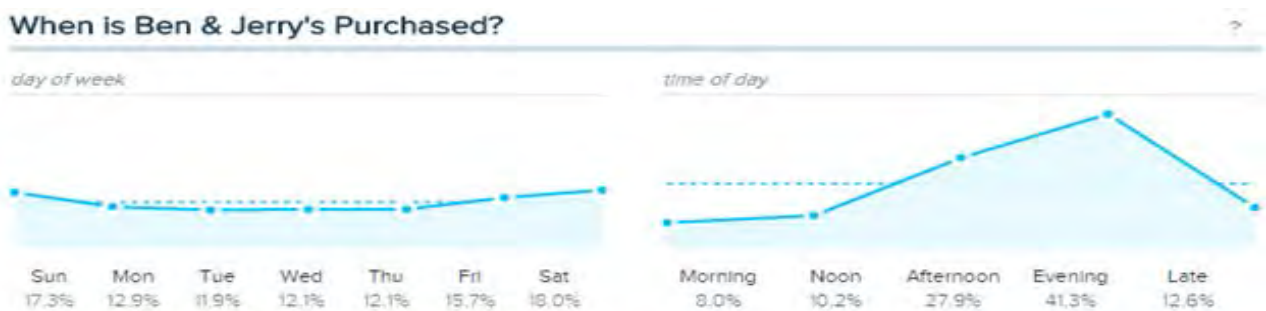 When is Ben & Jerry's Purchased?
?
day of week
Sun Mon Tue Wed Thu Fri Sat
17.3% 12.9% 11.9% 12.1% 12.1% 15.7% 18.0%
time of day
Morning Noon Afternoon Evening Late
8.0% 10.2% 27.9% 41.3% 12.6%